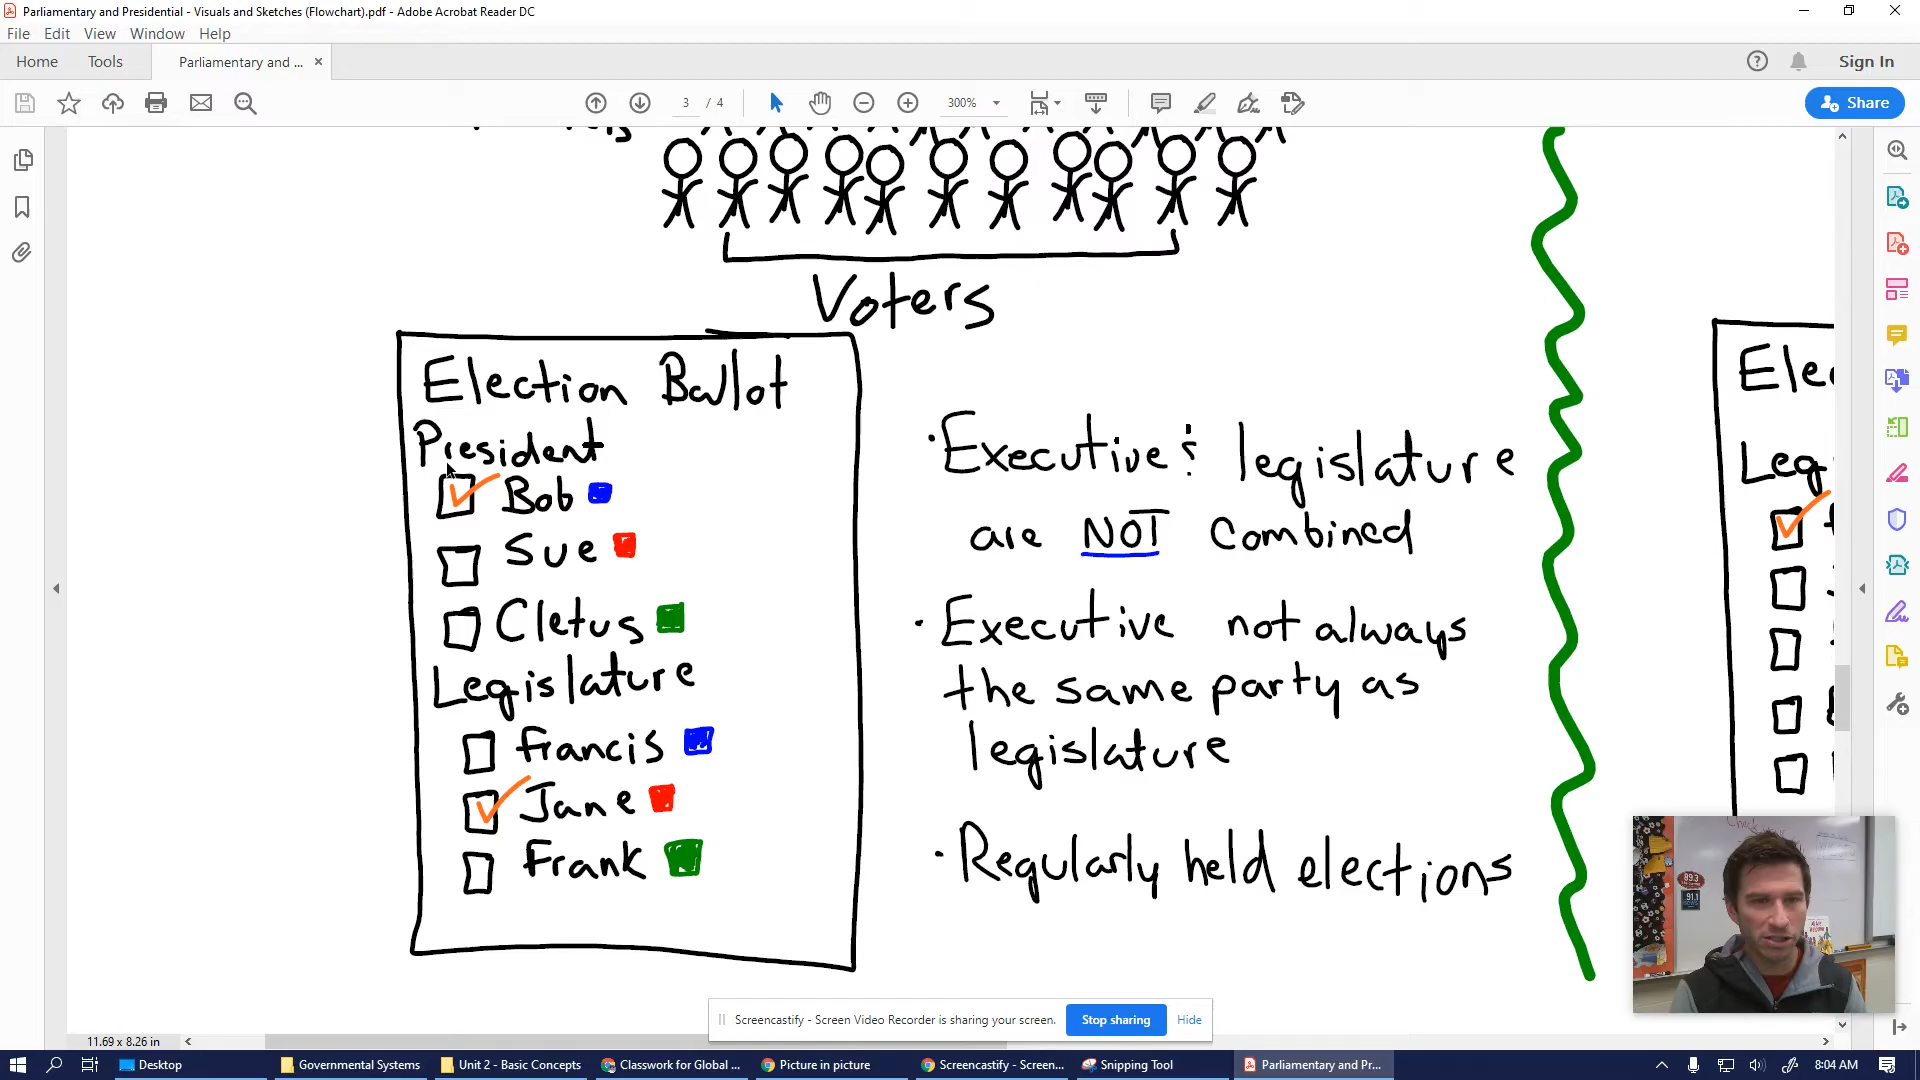 Parliamentary and Presidential - Visuals and Sketches (Flowchart).pdf - Adobe Acrobat Reader DC
File Edit View Window Help
Home Tools Parliamentary and ... × Sign In
3 / 4 300% Share
Voters
Election Ballot
President
Bob
Sue
Cletus
Legislature
Francis
Jane
Frank
· Executive & legislature
are NOT combined
· Executive not always
the same party as
legislature
· Regularly held elections
Ele
Leg
89.3
91.1
Screencastify - Screen Video Recorder is sharing your screen. Stop sharing Hide
11.69 x 8.26 in
Desktop Governmental Systems Unit 2 - Basic Concepts Classwork for Global ... Picture in picture Screencastify - Screen... Snipping Tool Parliamentary and Pr... 8:04 AM